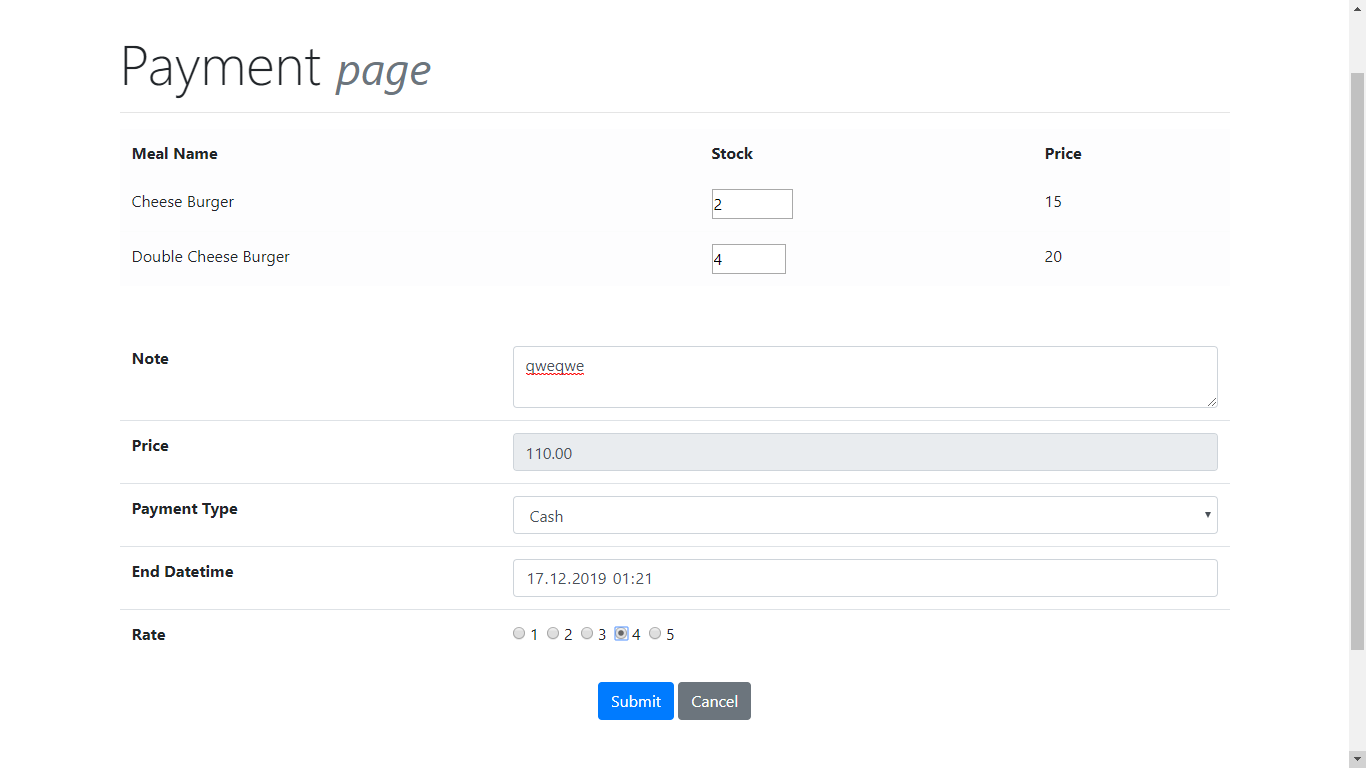 Payment page
Meal Name Stock Price
Cheese Burger 2 15
Double Cheese Burger 4 20
Note qweqwe
Price 110.00
Payment Type Cash
End Datetime 17.12.2019 01:21
Rate 1 2 3 4 5
Submit Cancel